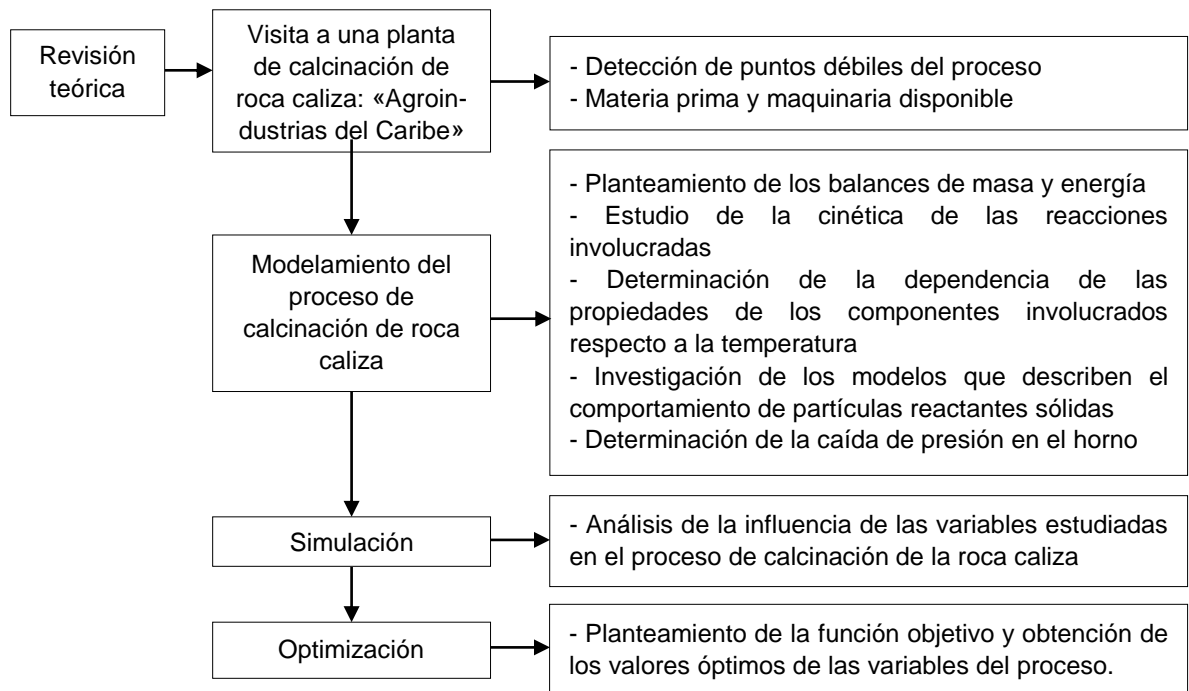 Revisión
teórica
Visita a una planta
de calcinación de
roca caliza: «Agroin-
dustrias del Caribe»
- Detección de puntos débiles del proceso
- Materia prima y maquinaria disponible
Modelamiento del
proceso de
calcinación de roca
caliza
- Planteamiento de los balances de masa y energía
- Estudio de la cinética de las reacciones
involucradas
- Determinación de la dependencia de las
propiedades de los componentes involucrados
respecto a la temperatura
- Investigación de los modelos que describen el
comportamiento de partículas reactantes sólidas
- Determinación de la caída de presión en el horno
Simulación
- Análisis de la influencia de las variables estudiadas
en el proceso de calcinación de la roca caliza
Optimización
- Planteamiento de la función objetivo y obtención de
los valores óptimos de las variables del proceso.